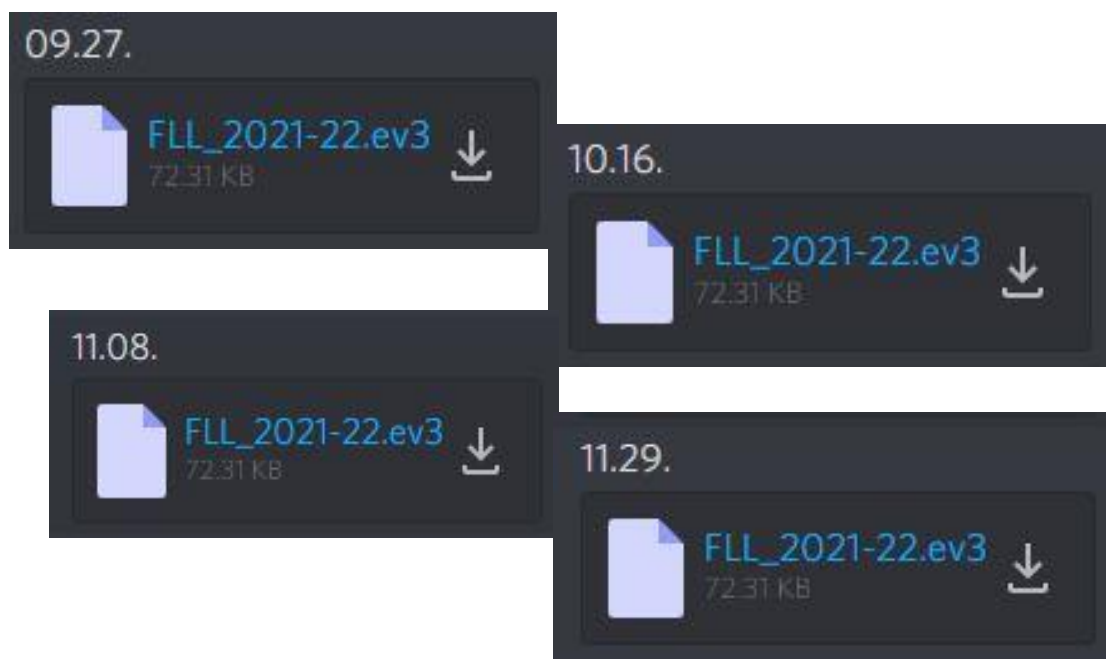 09.27.
FLL_2021-22.ev3
72.31 KB
10.16.
FLL_2021-22.ev3
72.31 KB
11.08.
FLL_2021-22.ev3
72.31 KB
11.29.
FLL_2021-22.ev3
72.31 KB